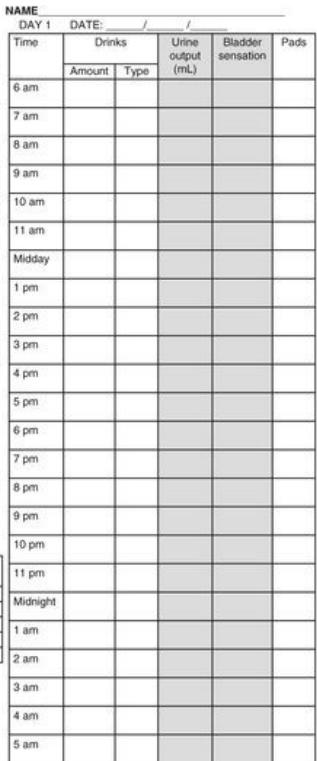 NAME
DAY 1 DATE: ______/______/______
Time Drinks Urine output (mL) Bladder sensation Pads
Amount Type
6 am
7 am
8 am
9 am
10 am
11 am
Midday
1 pm
2 pm
3 pm
4 pm
5 pm
6 pm
7 pm
8 pm
9 pm
10 pm
11 pm
Midnight
1 am
2 am
3 am
4 am
5 am